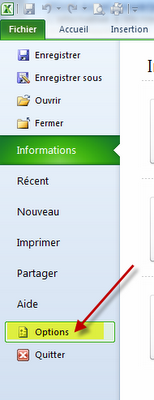 Fichier Accueil Insertion
Enregistrer
Enregistrer sous
Ouvrir
Fermer
Informations
Récent
Nouveau
Imprimer
Partager
Aide
Options
Quitter